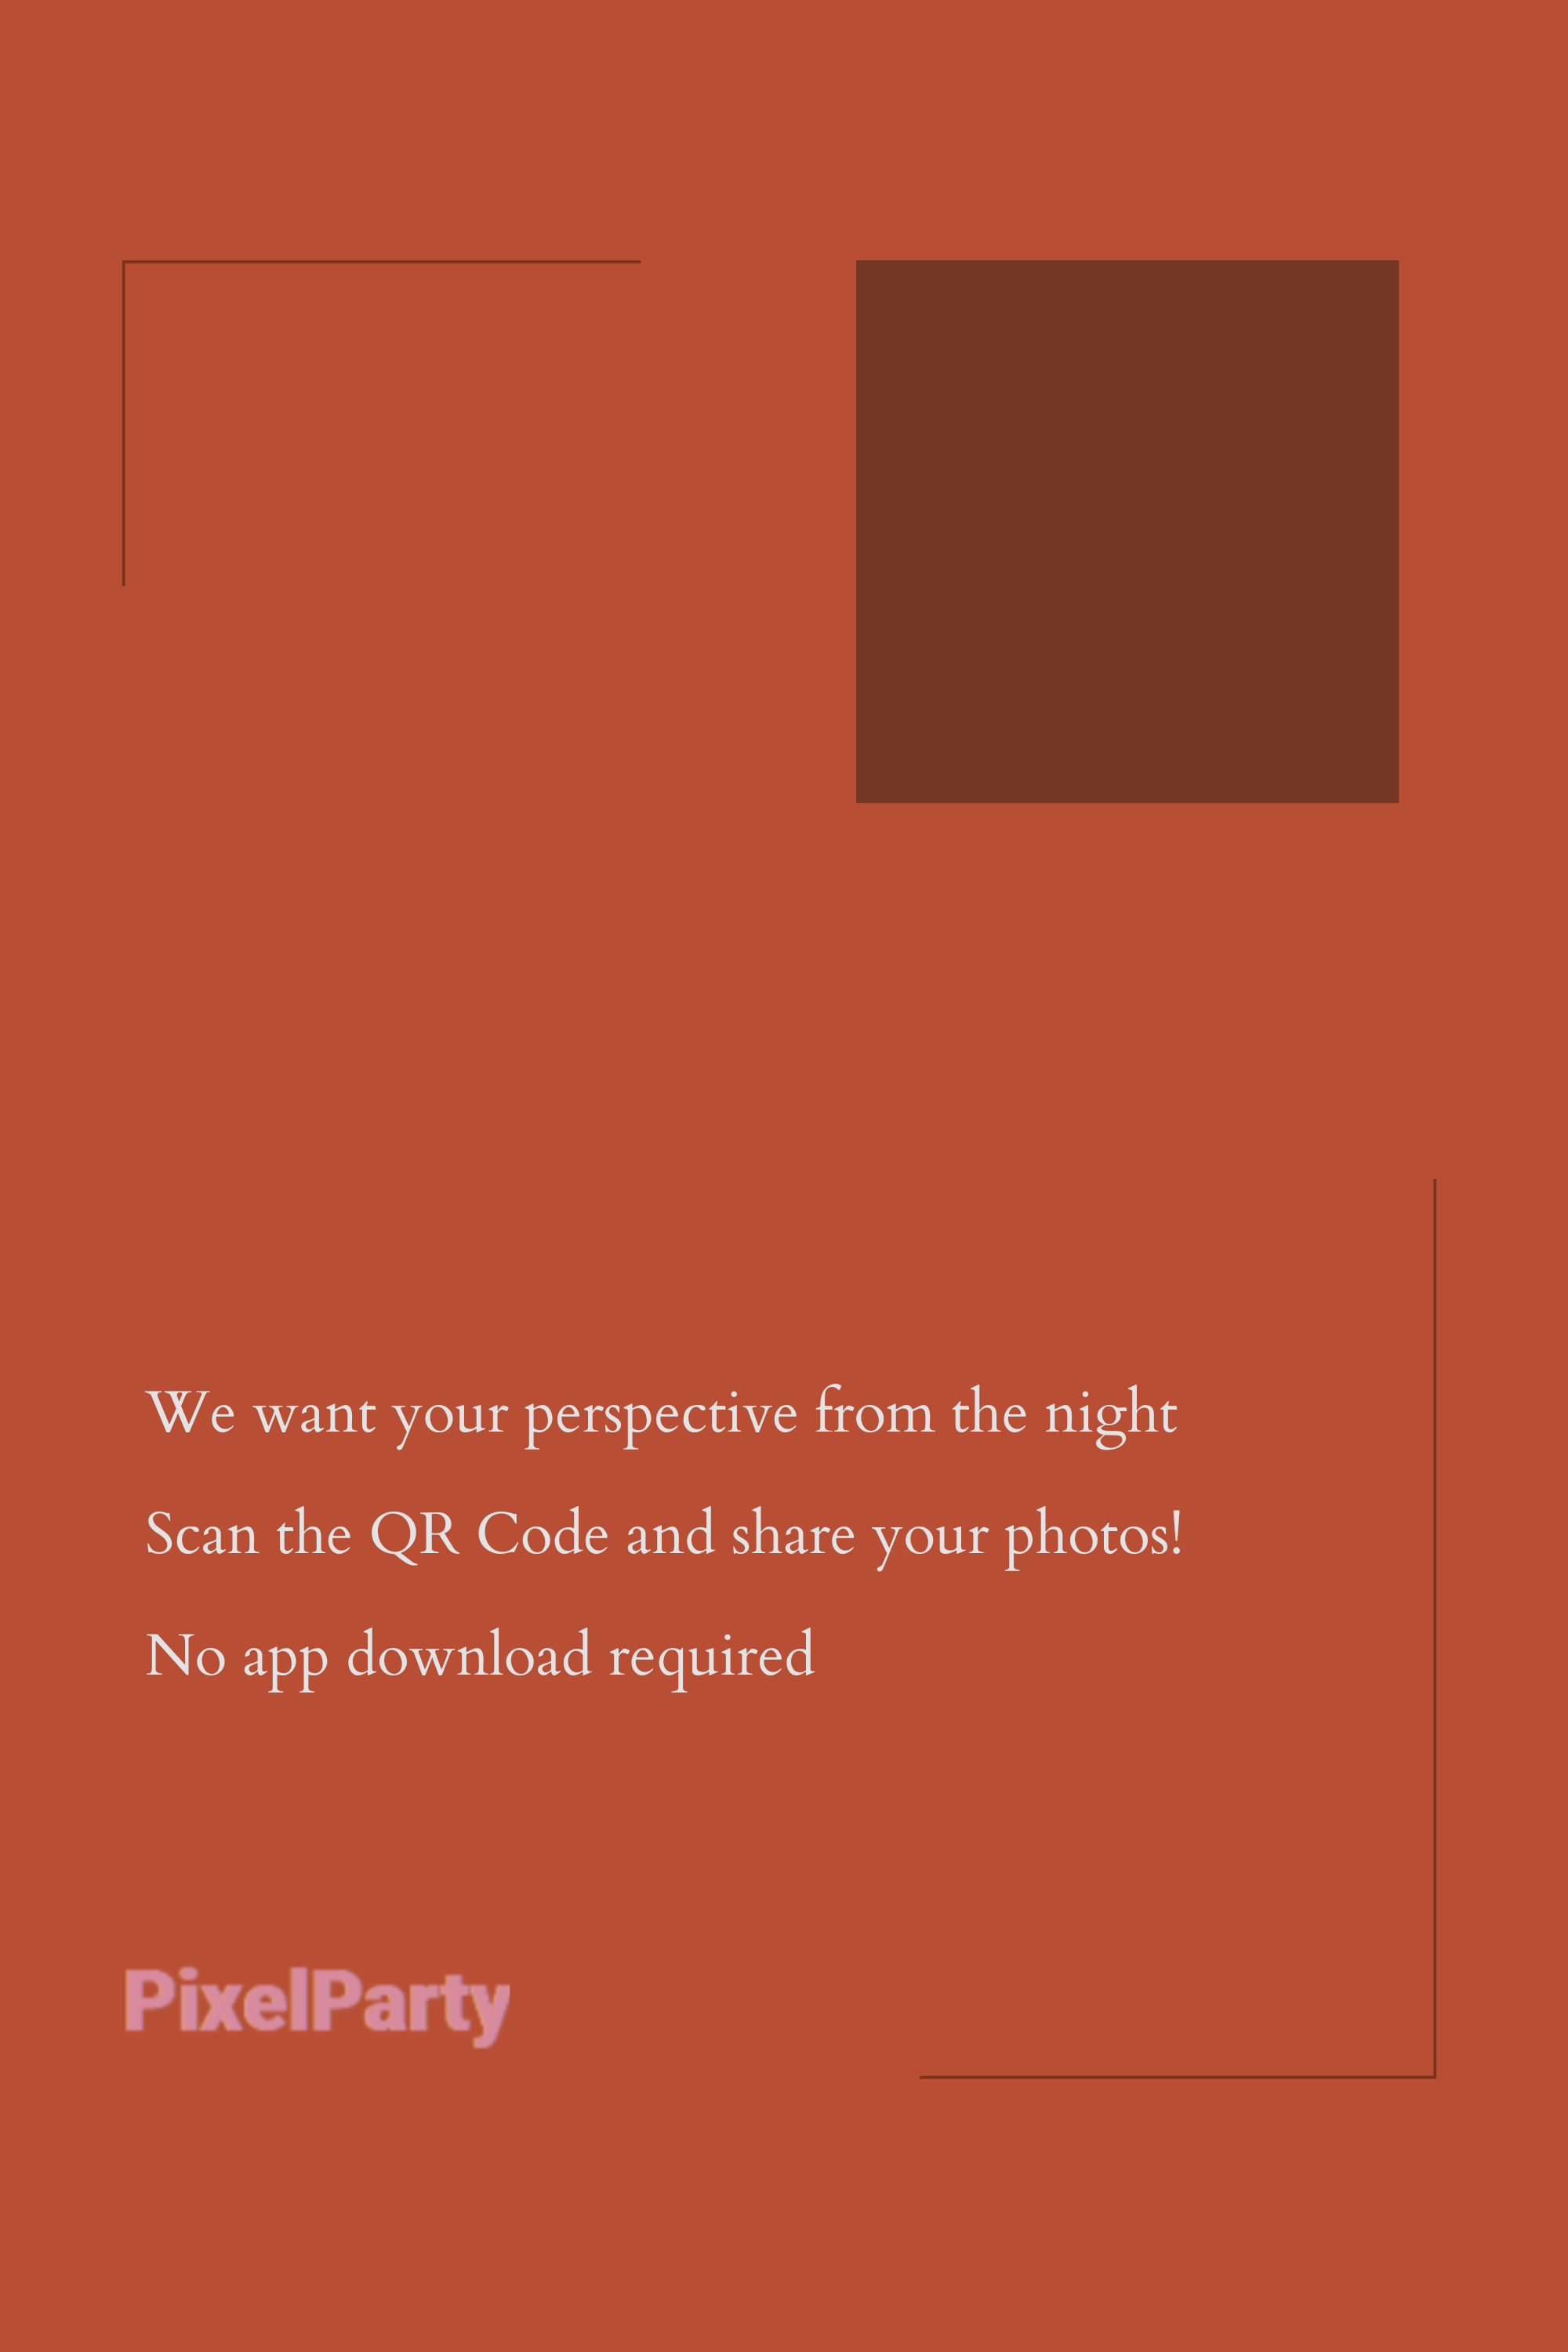 We want your perspective from the night
Scan the QR Code and share your photos!
No app download required
PixelParty